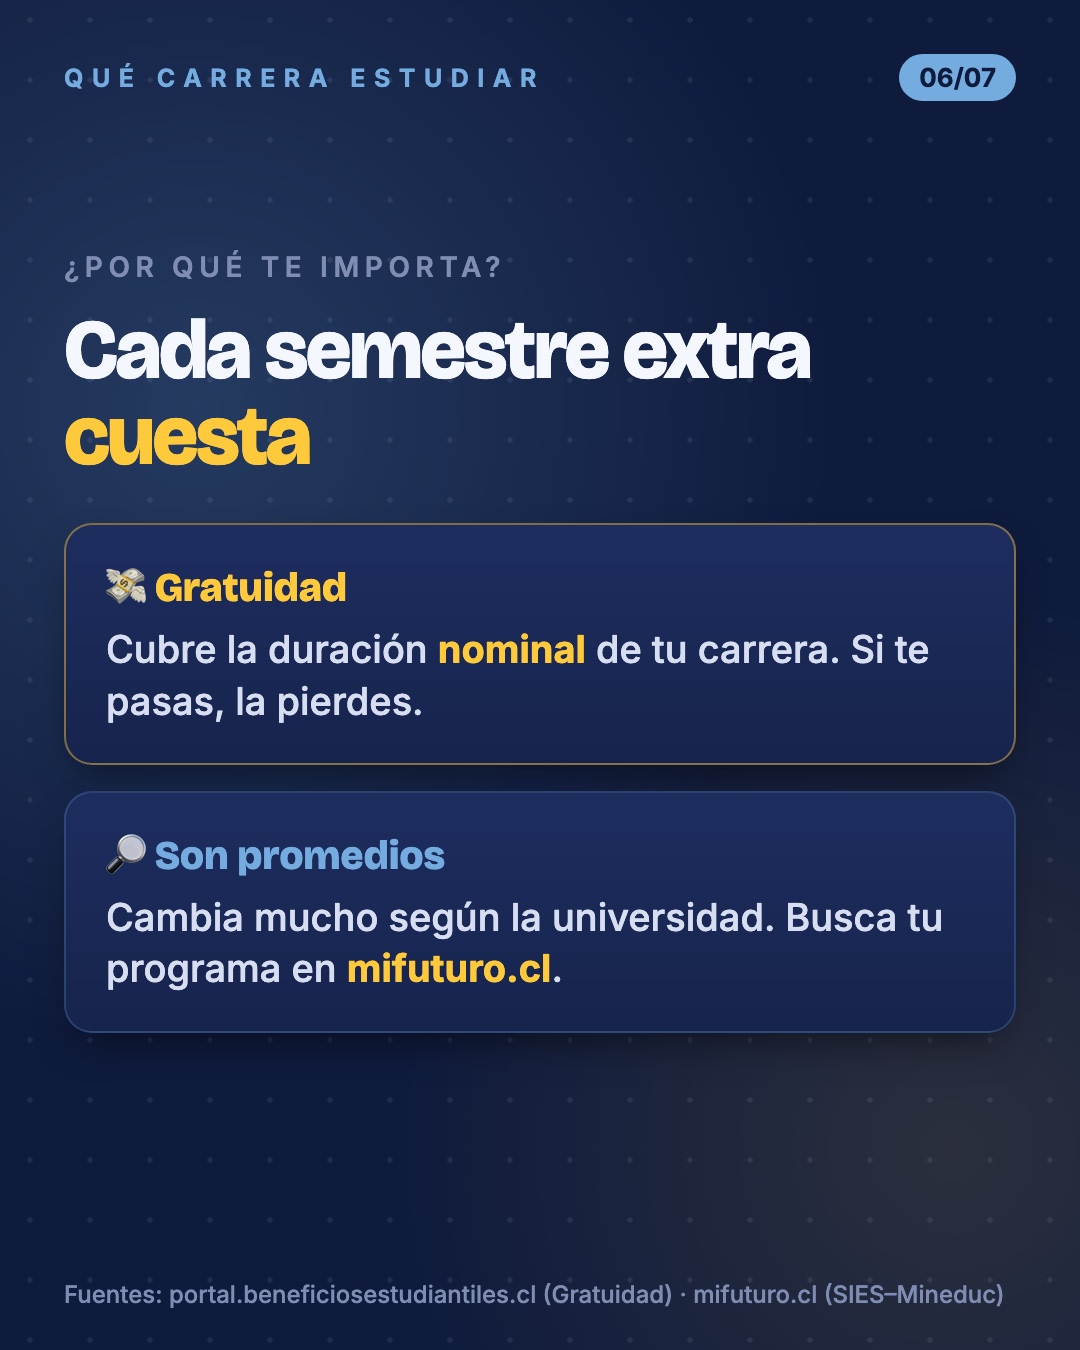 QUÉ CARRERA ESTUDIAR
06/07
¿POR QUÉ TE IMPORTA?
Cada semestre extra
cuesta
💸 Gratuidad
Cubre la duración nominal de tu carrera. Si te
pasas, la pierdes.
🔎 Son promedios
Cambia mucho según la universidad. Busca tu
programa en mifuturo.cl.
Fuentes: portal.beneficiosestudiantiles.cl (Gratuidad) · mifuturo.cl (SIES–Mineduc)